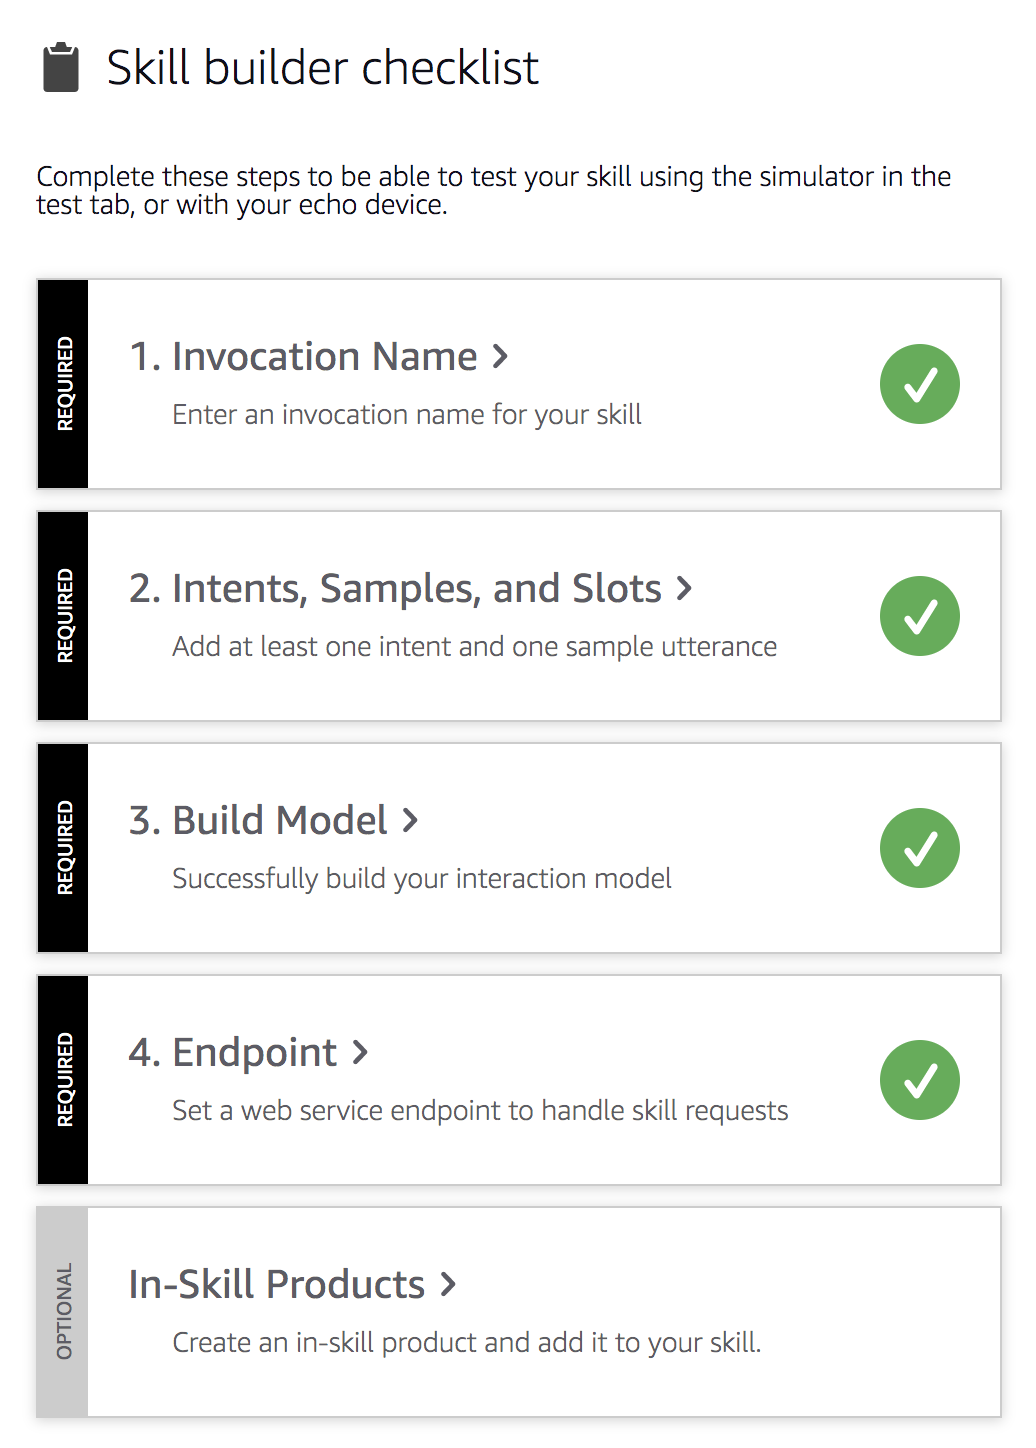 Skill builder checklist
Complete these steps to be able to test your skill using the simulator in the
test tab, or with your echo device.
REQUIRED
1. Invocation Name
Enter an invocation name for your skill
REQUIRED
2. Intents, Samples, and Slots
Add at least one intent and one sample utterance
REQUIRED
3. Build Model
Successfully build your interaction model
REQUIRED
4. Endpoint
Set a web service endpoint to handle skill requests
OPTIONAL
In-Skill Products
Create an in-skill product and add it to your skill.